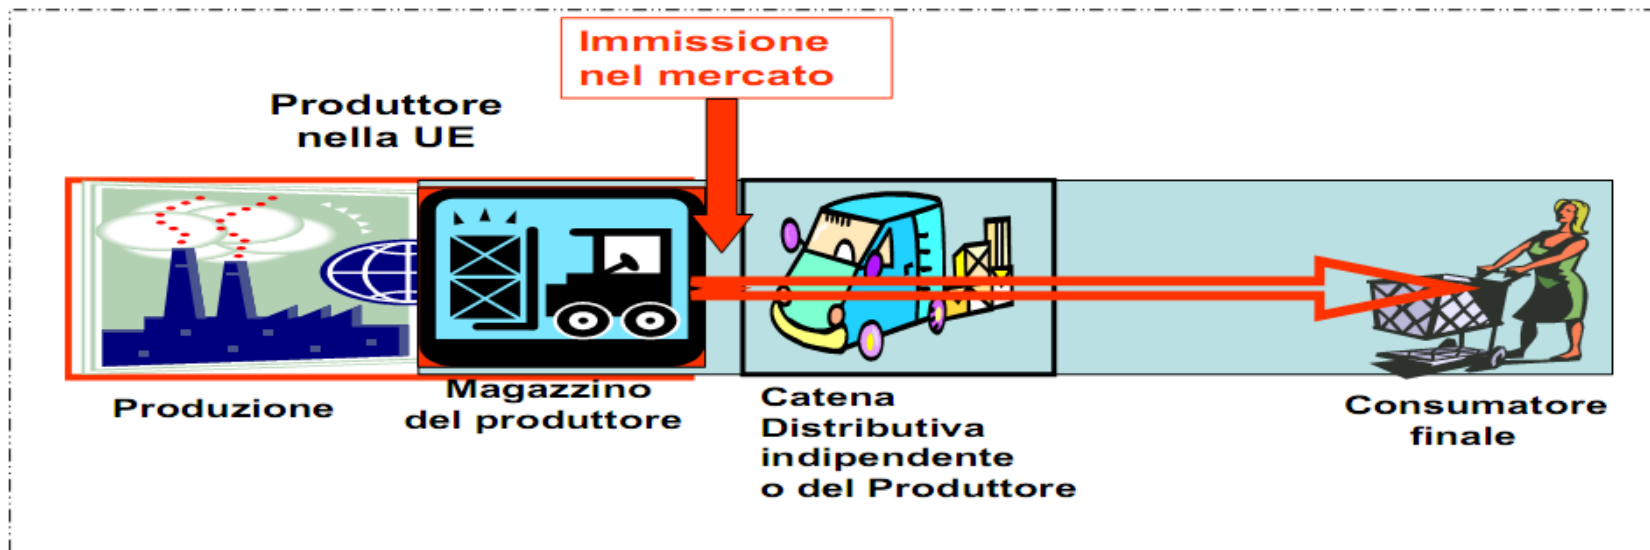 Immissione
nel mercato
Produttore
nella UE
Produzione
Magazzino
del produttore
Catena
Distributiva
indipendente
o del Produttore
Consumatore
finale